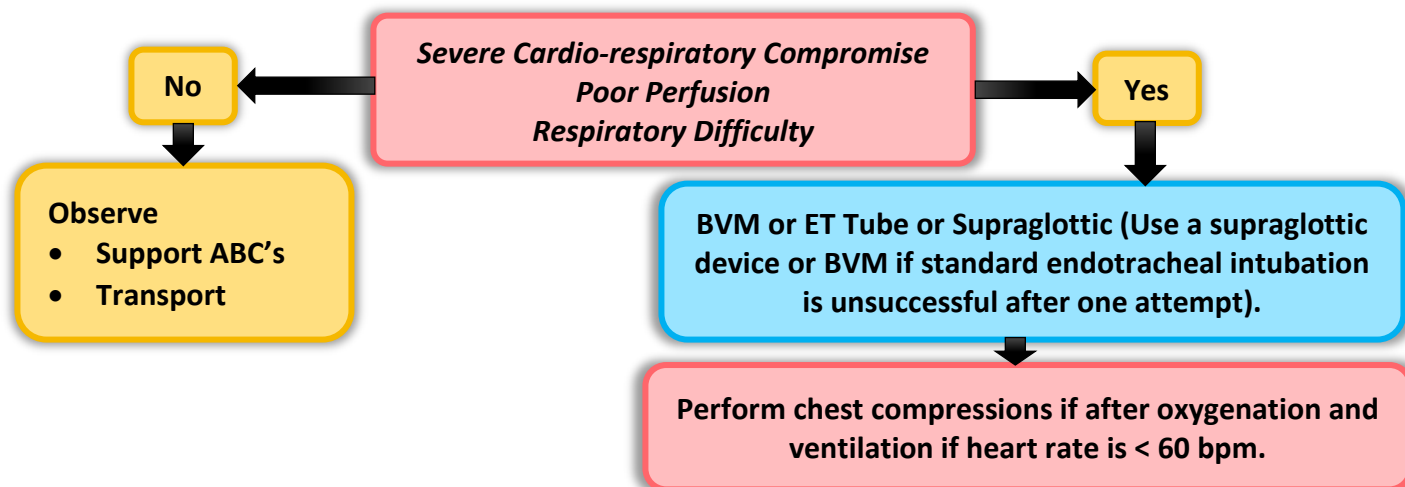 Severe Cardio-respiratory Compromise
Poor Perfusion
Respiratory Difficulty
No
Yes
Observe
• Support ABC’s
• Transport
BVM or ET Tube or Supraglottic (Use a supraglottic
device or BVM if standard endotracheal intubation
is unsuccessful after one attempt).
Perform chest compressions if after oxygenation and
ventilation if heart rate is < 60 bpm.